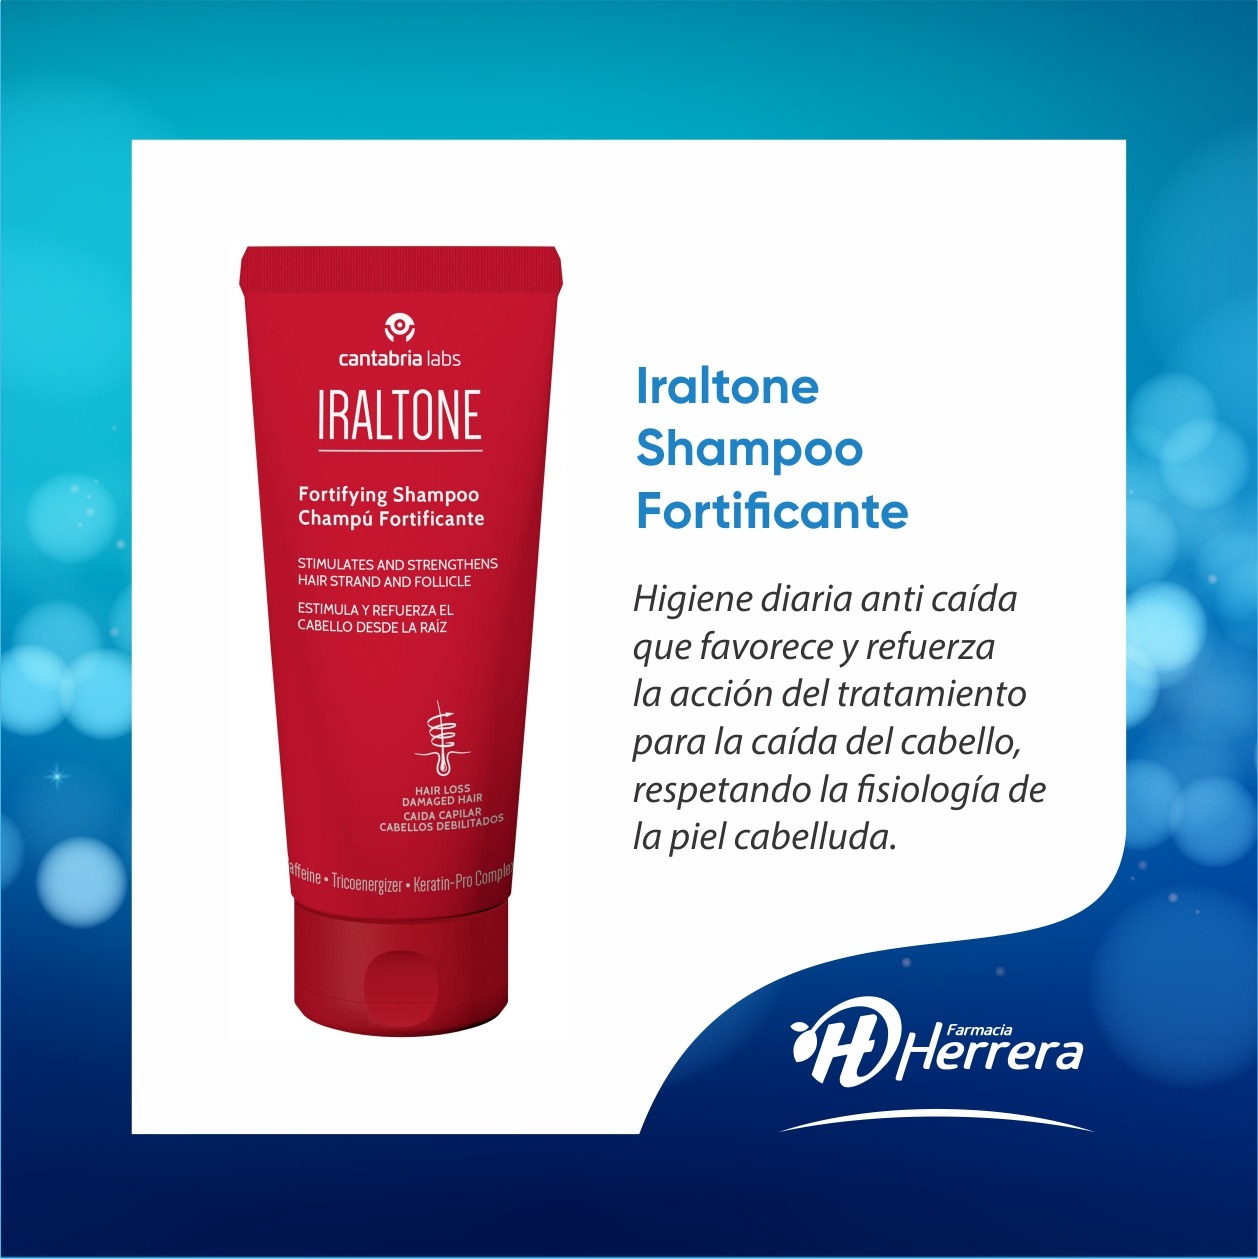 cantabria labs
IRALTONE
Fortifying Shampoo
Champú Fortificante
STIMULATES AND STRENGTHENS
HAIR STRAND AND FOLLICLE
ESTIMULA Y REFUERZA EL
CABELLO DESDE LA RAÍZ
HAIR LOSS
DAMAGED HAIR
CAIDA CAPILAR
CABELLOS DEBILITADOS
affeine • Tricoenergizer • Keratin-Pro Complex
Iraltone
Shampoo
Fortificante
Higiene diaria anti caída
que favorece y refuerza
la acción del tratamiento
para la caída del cabello,
respetando la fisiología de
la piel cabelluda.
H
Farmacia
Herrera